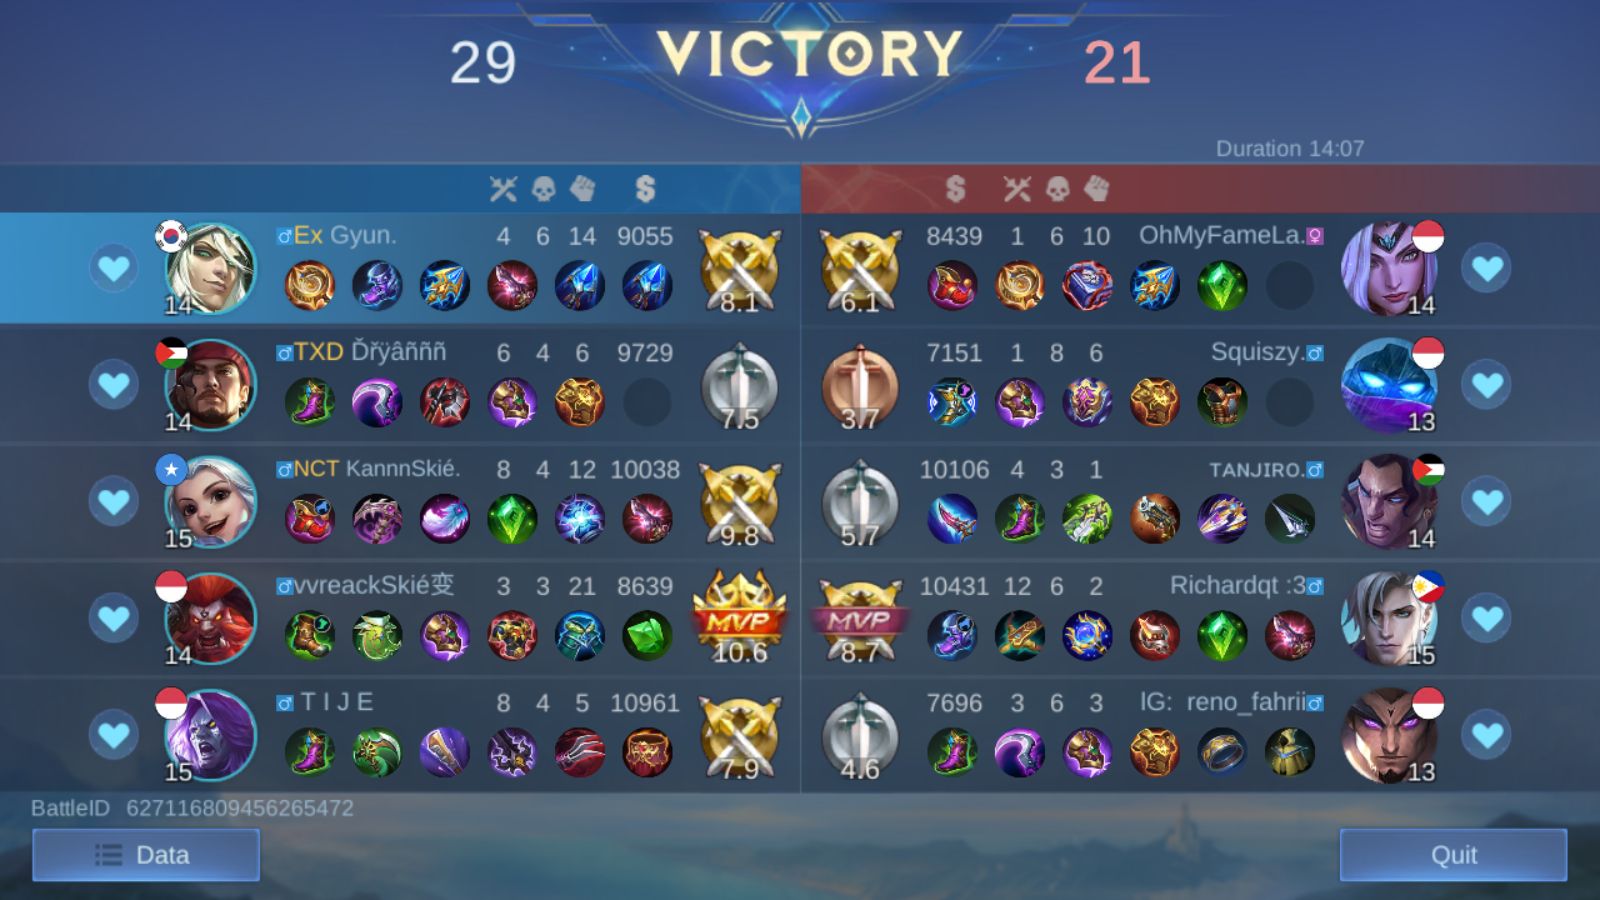 29 VICTORY 21
Duration 14:07
14 Ex Gyun. 4 6 14 9055 8.1 6.1 8439 1 6 10 OhMyFameLa. 14
14 TXD Ďřÿâñññ 6 4 6 9729 7.5 3.7 7151 1 8 6 Squiszy. 13
15 NCT KannnSkié. 8 4 12 10038 9.8 5.7 10106 4 3 1 TANJIRO. 14
14 vvreackSkié变 3 3 21 8639 MVP 10.6 MVP 8.7 10431 12 6 2 Richardqt :3 15
15 T I J E 8 4 5 10961 7.9 4.6 7696 3 6 3 lG: reno_fahrii 13
BattleID 627116809456265472
Data Quit